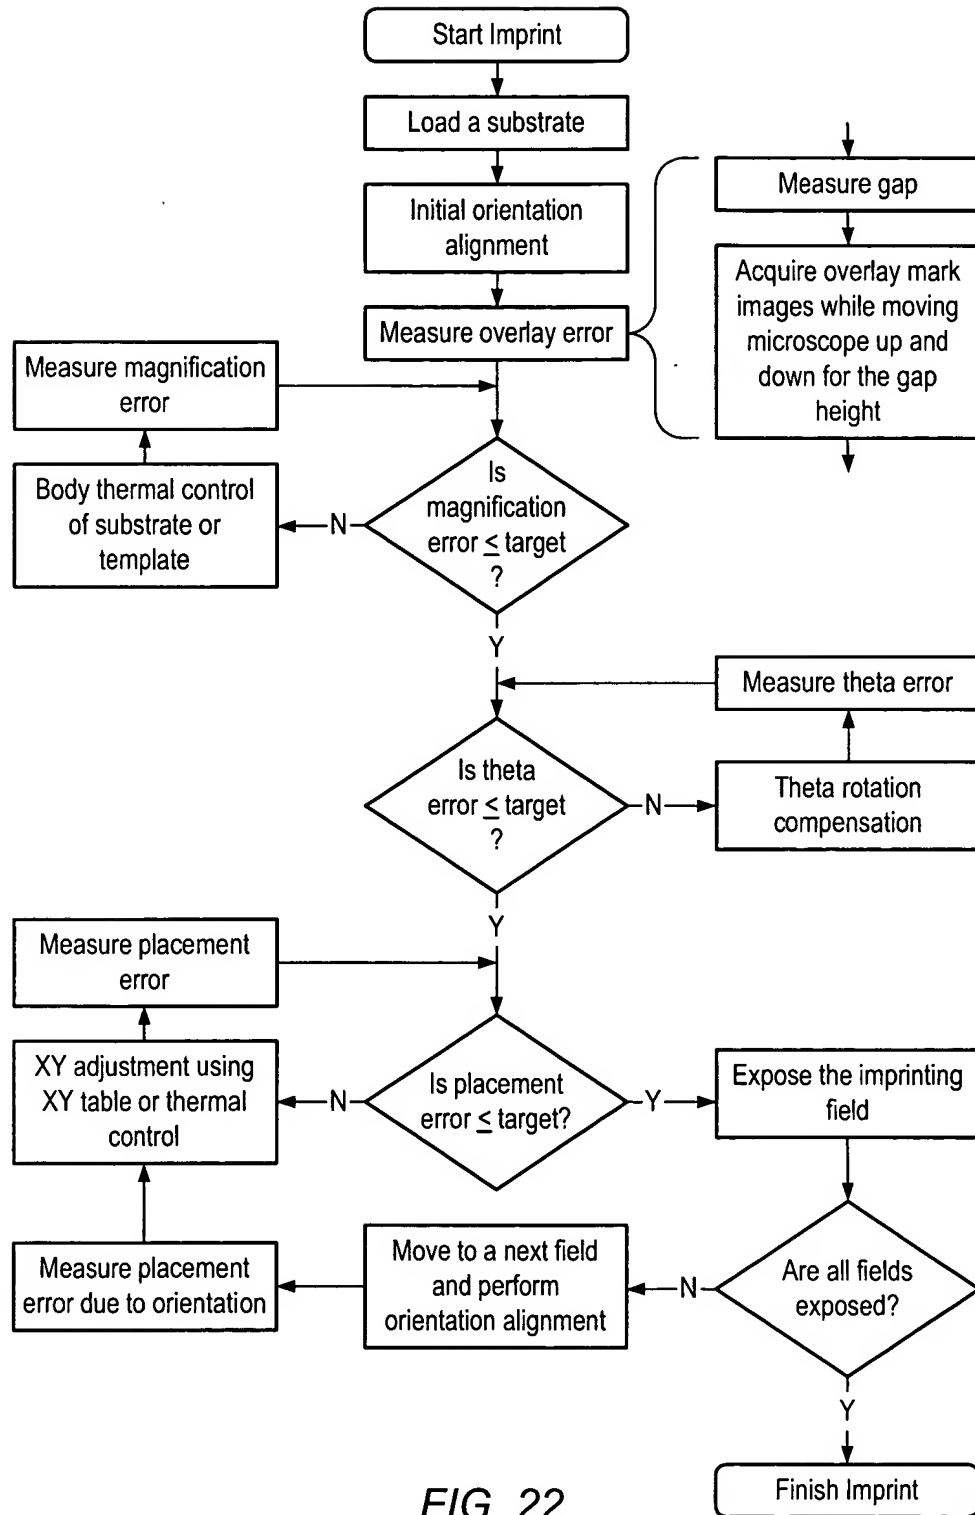 Start Imprint
Load a substrate
Initial orientation
alignment
Measure overlay error
Measure gap
Acquire overlay mark
images while moving
microscope up and
down for the gap
height
Measure magnification
error
Body thermal control
of substrate or
template
N
Is
magnification
error ≤ target
?
Y
Measure theta error
Is theta
error ≤ target
?
N
Theta rotation
compensation
Y
Measure placement
error
XY adjustment using
XY table or thermal
control
N
Is placement
error ≤ target?
Y
Expose the imprinting
field
Measure placement
error due to orientation
Move to a next field
and perform
orientation alignment
N
Are all fields
exposed?
Y
Finish Imprint
FIG. 22